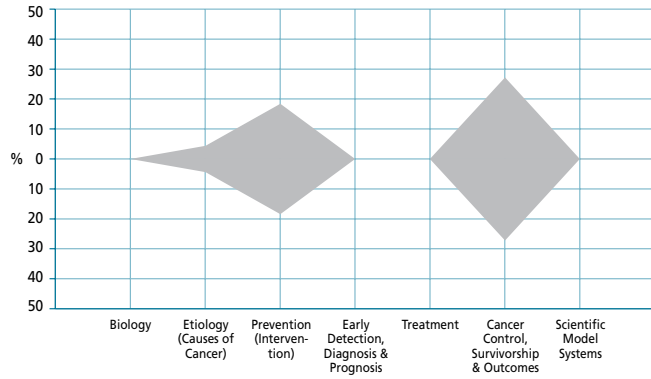 50
40
30
20
10
% 0
10
20
30
40
50
Biology
Etiology
(Causes of
Cancer)
Prevention
(Interven-
tion)
Early
Detection,
Diagnosis &
Prognosis
Treatment
Cancer
Control,
Survivorship
& Outcomes
Scientific
Model
Systems